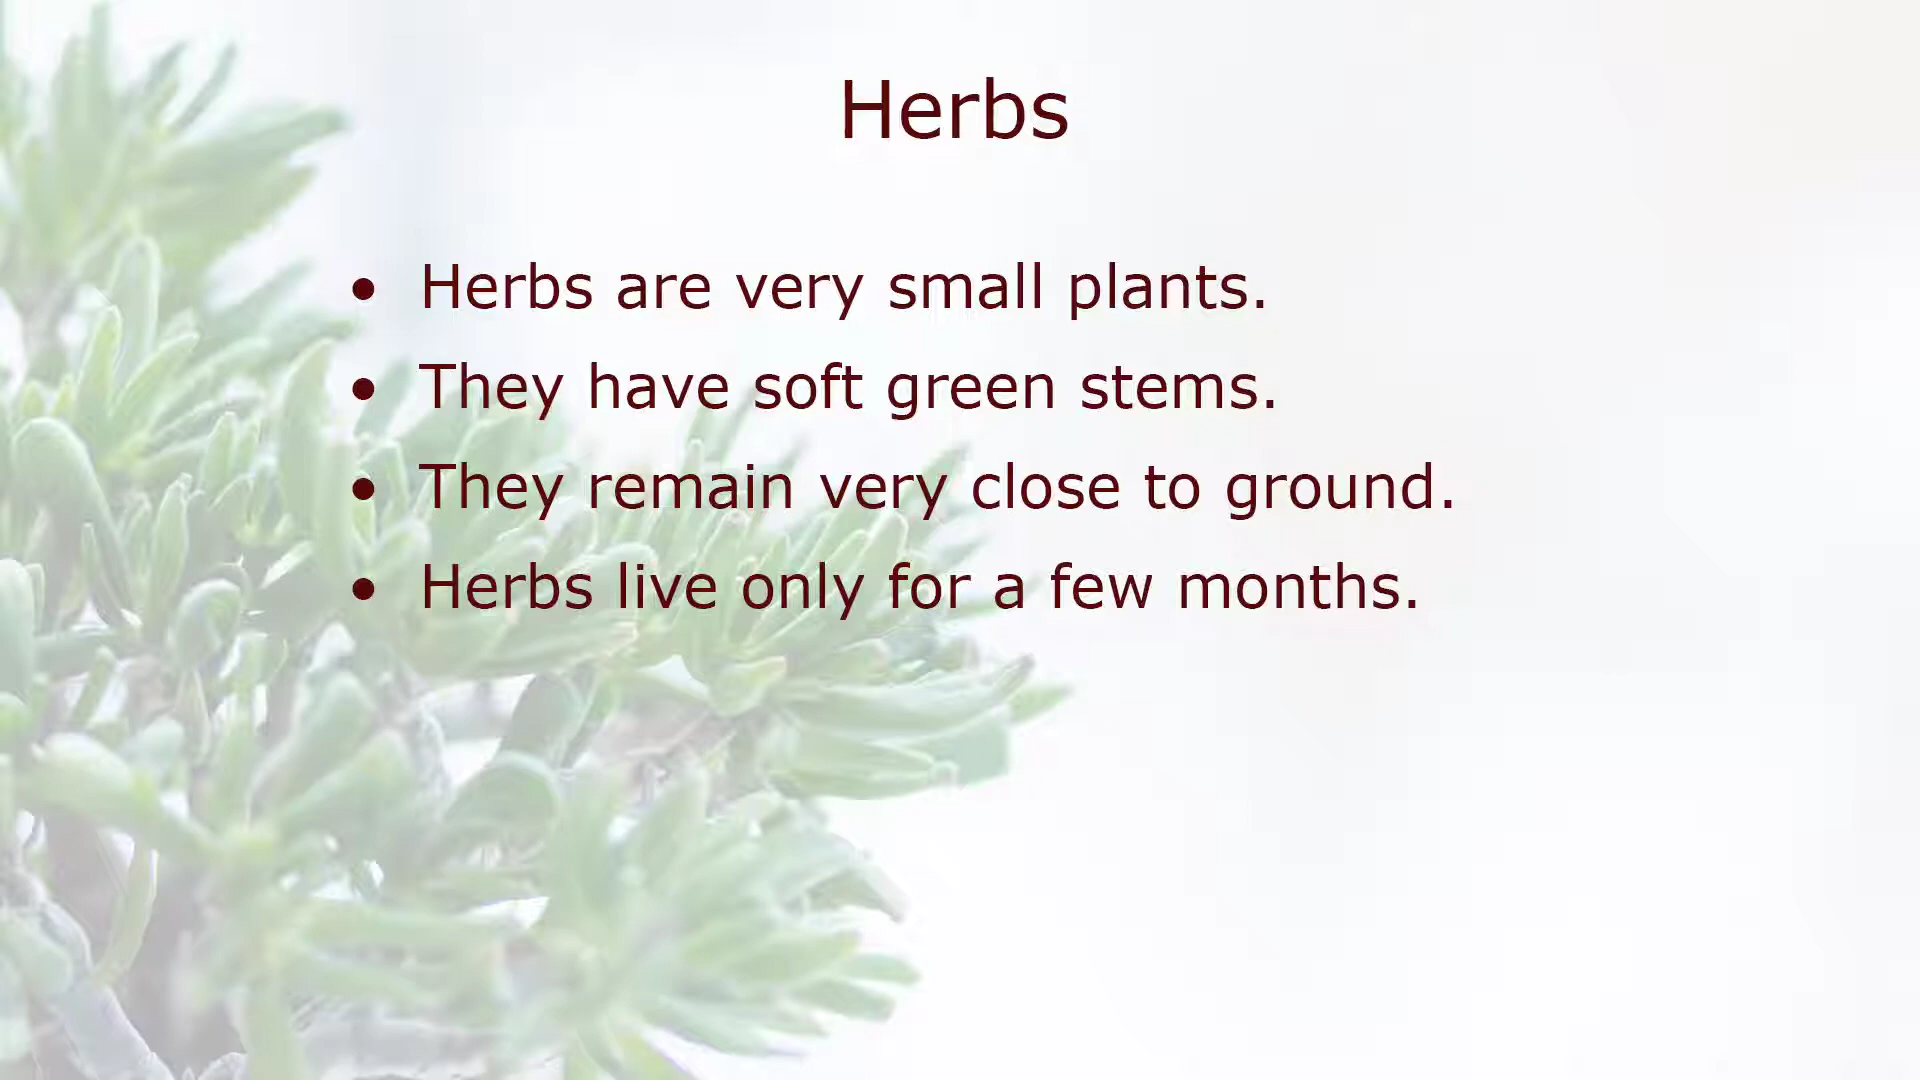 Herbs
• Herbs are very small plants.
• They have soft green stems.
• They remain very close to ground.
• Herbs live only for a few months.